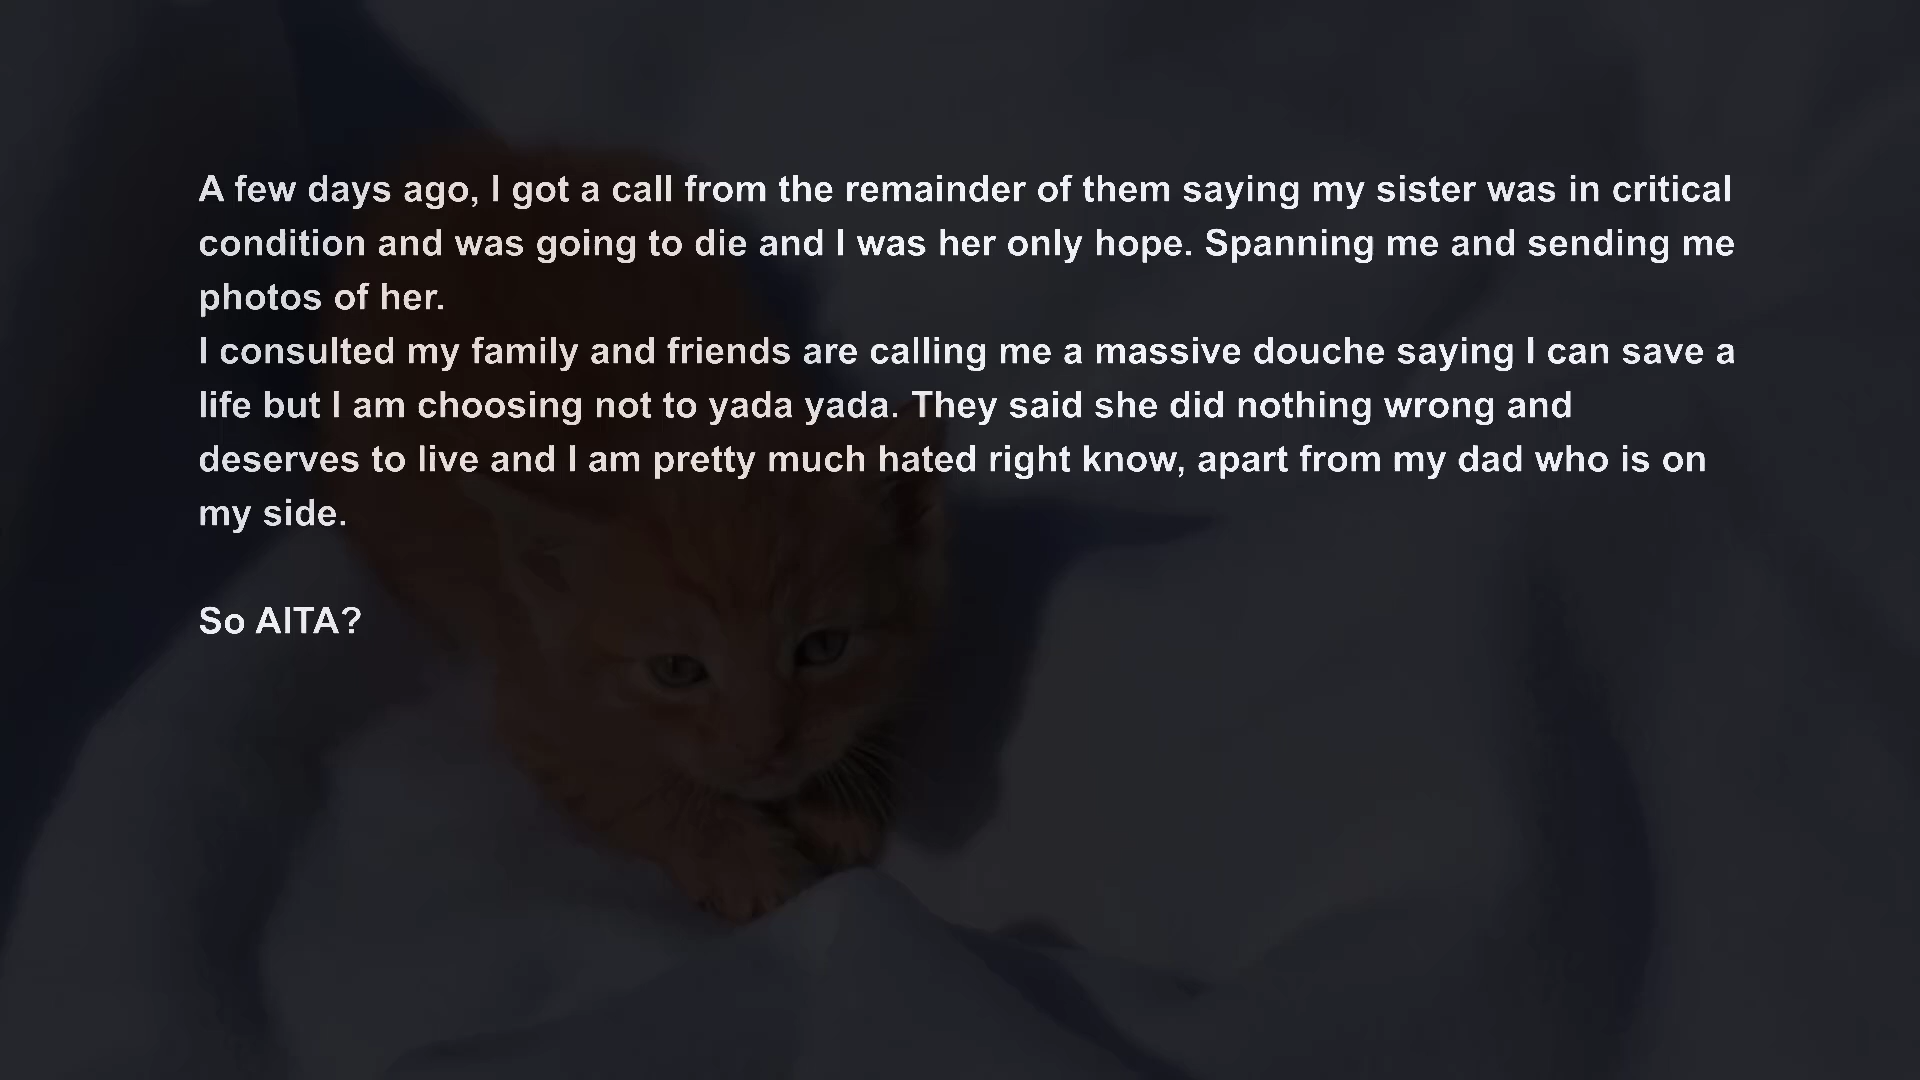 A few days ago, I got a call from the remainder of them saying my sister was in critical
condition and was going to die and I was her only hope. Spanning me and sending me
photos of her.
I consulted my family and friends are calling me a massive douche saying I can save a
life but I am choosing not to yada yada. They said she did nothing wrong and
deserves to live and I am pretty much hated right know, apart from my dad who is on
my side.
So AITA?